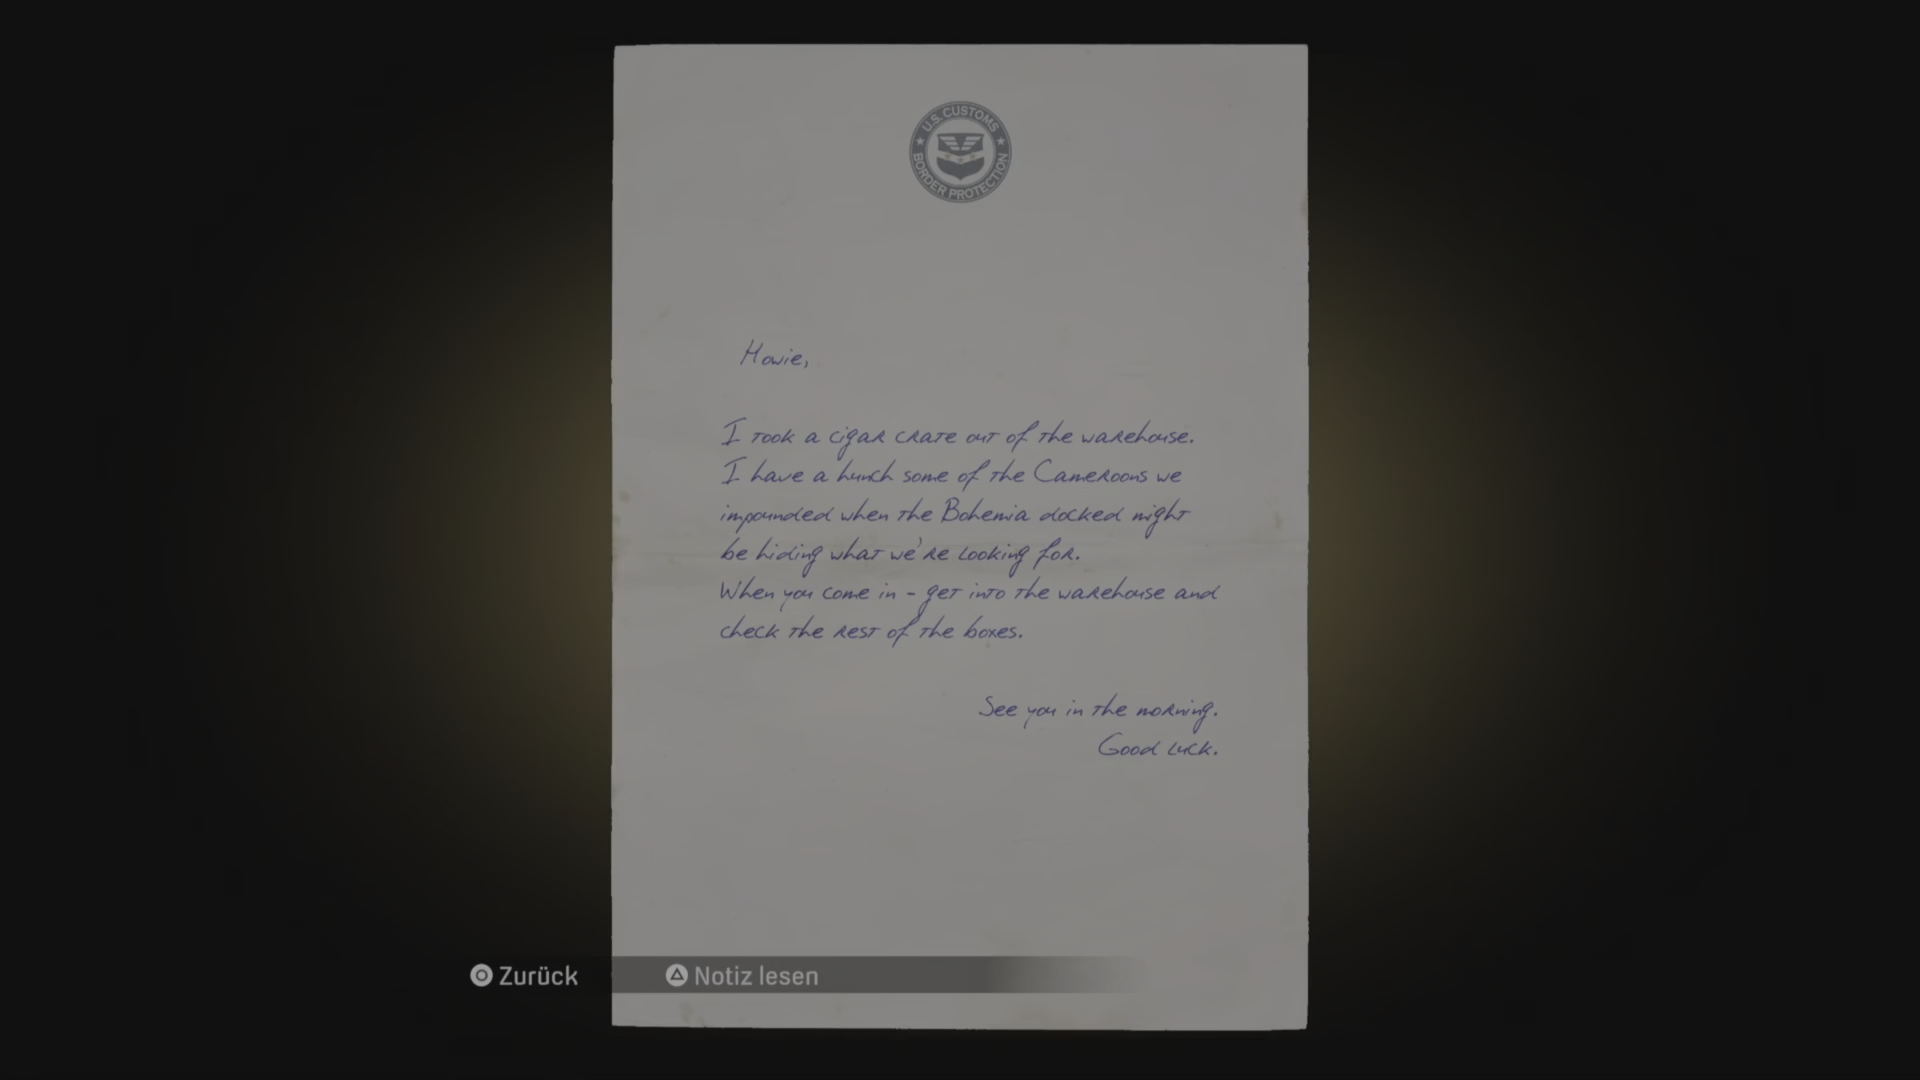 U.S. CUSTOMS
BORDER PROTECTION
Howie,
I took a cigar crate out of the warehouse.
I have a hunch some of the Cameroons we
impounded when the Bohemia docked might
be hiding what we're looking for.
When you come in - get into the warehouse and
check the rest of the boxes.
See you in the morning.
Good luck.
Zurück
Notiz lesen